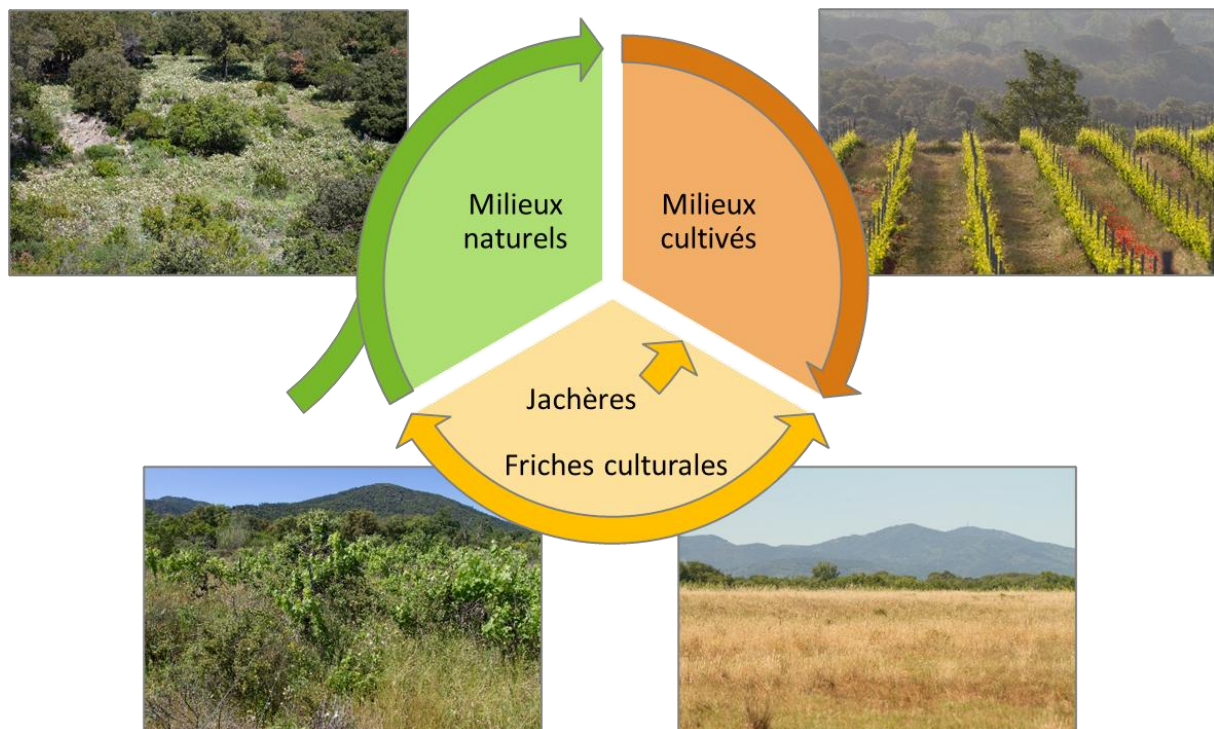 Milieux
naturels
Milieux
cultivés
Jachères
Friches culturales